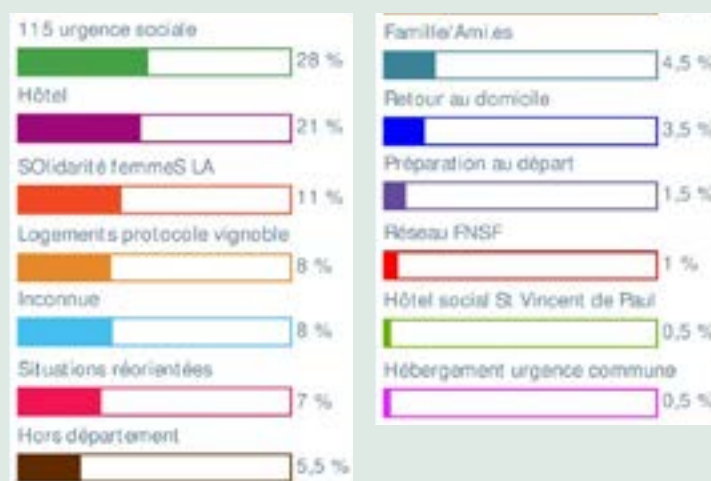 115 urgence sociale
28 %
Hôtel
21 %
SOlidarité femmeS LA
11 %
Logements protocole vignoble
8 %
Inconnue
8 %
Situations réorientées
7 %
Hors département
5,5 %
Famille/Ami.es
4,5 %
Retour au domicile
3,5 %
Préparation au départ
1,5 %
Réseau FNSF
1 %
Hôtel social St Vincent de Paul
0,5 %
Hébergement urgence commune
0,5 %